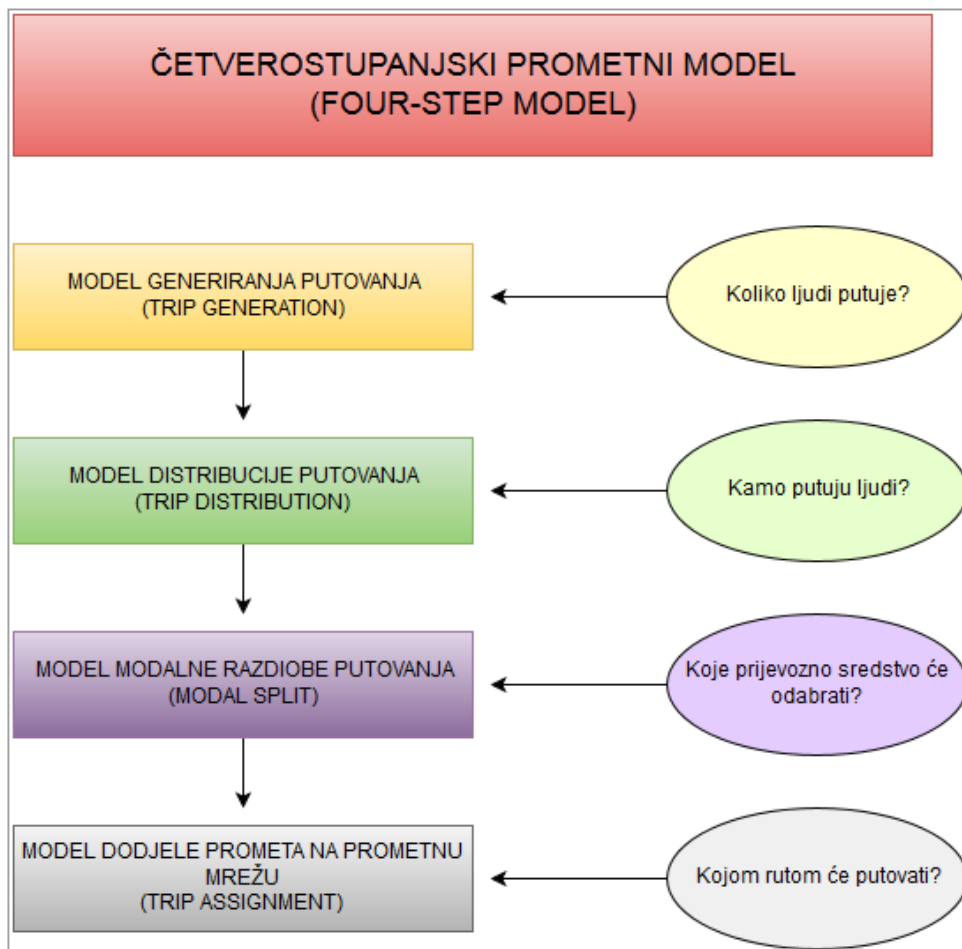 ČETVEROSTUPANJSKI PROMETNI MODEL
(FOUR-STEP MODEL)
MODEL GENERIRANJA PUTOVANJA
(TRIP GENERATION)
Koliko ljudi putuje?
MODEL DISTRIBUCIJE PUTOVANJA
(TRIP DISTRIBUTION)
Kamo putuju ljudi?
MODEL MODALNE RAZDIOBE PUTOVANJA
(MODAL SPLIT)
Koje prijevozno sredstvo će
odabrati?
MODEL DODJELE PROMETA NA PROMETNU
MREŽU
(TRIP ASSIGNMENT)
Kojom rutom će putovati?